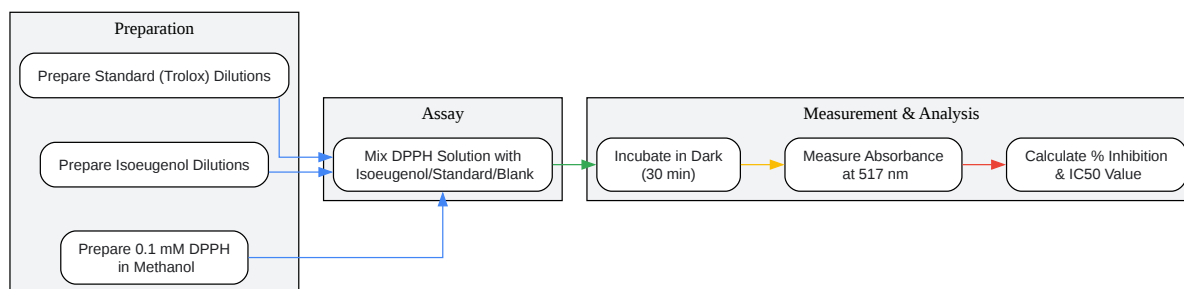 Preparation
Prepare Standard (Trolox) Dilutions
Prepare Isoeugenol Dilutions
Prepare 0.1 mM DPPH
in Methanol
Assay
Mix DPPH Solution with
Isoeugenol/Standard/Blank
Measurement & Analysis
Incubate in Dark
(30 min)
Measure Absorbance
at 517 nm
Calculate % Inhibition
& IC50 Value